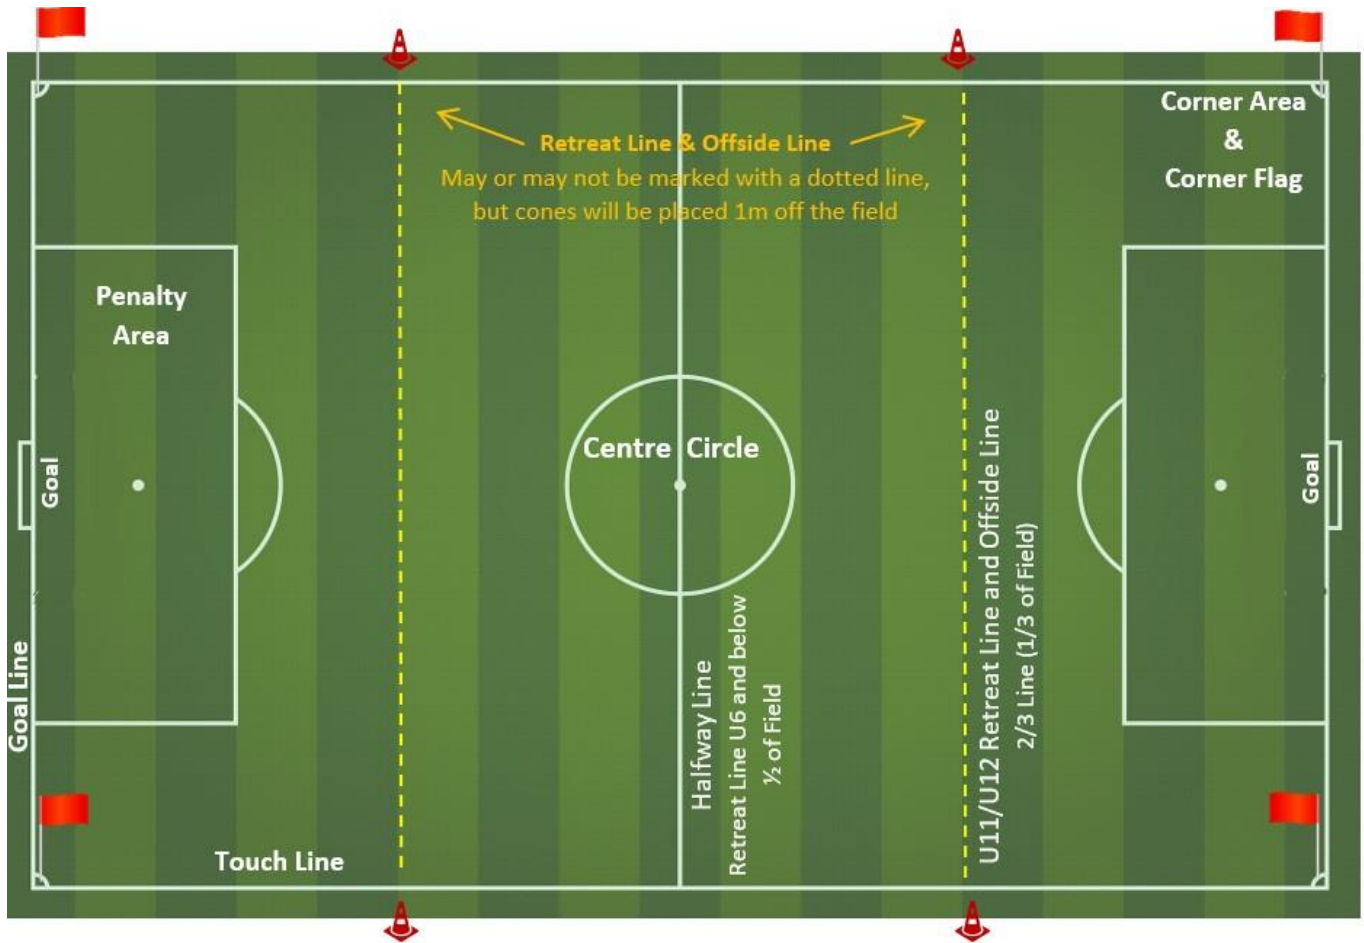 Corner Area
&
Corner Flag
Retreat Line & Offside Line
May or may not be marked with a dotted line,
but cones will be placed 1m off the field
Penalty
Area
Centre Circle
Goal
Goal
Goal Line
Halfway Line
Retreat Line U6 and below
½ of Field
U11/U12 Retreat Line and Offside Line
2/3 Line (1/3 of Field)
Touch Line